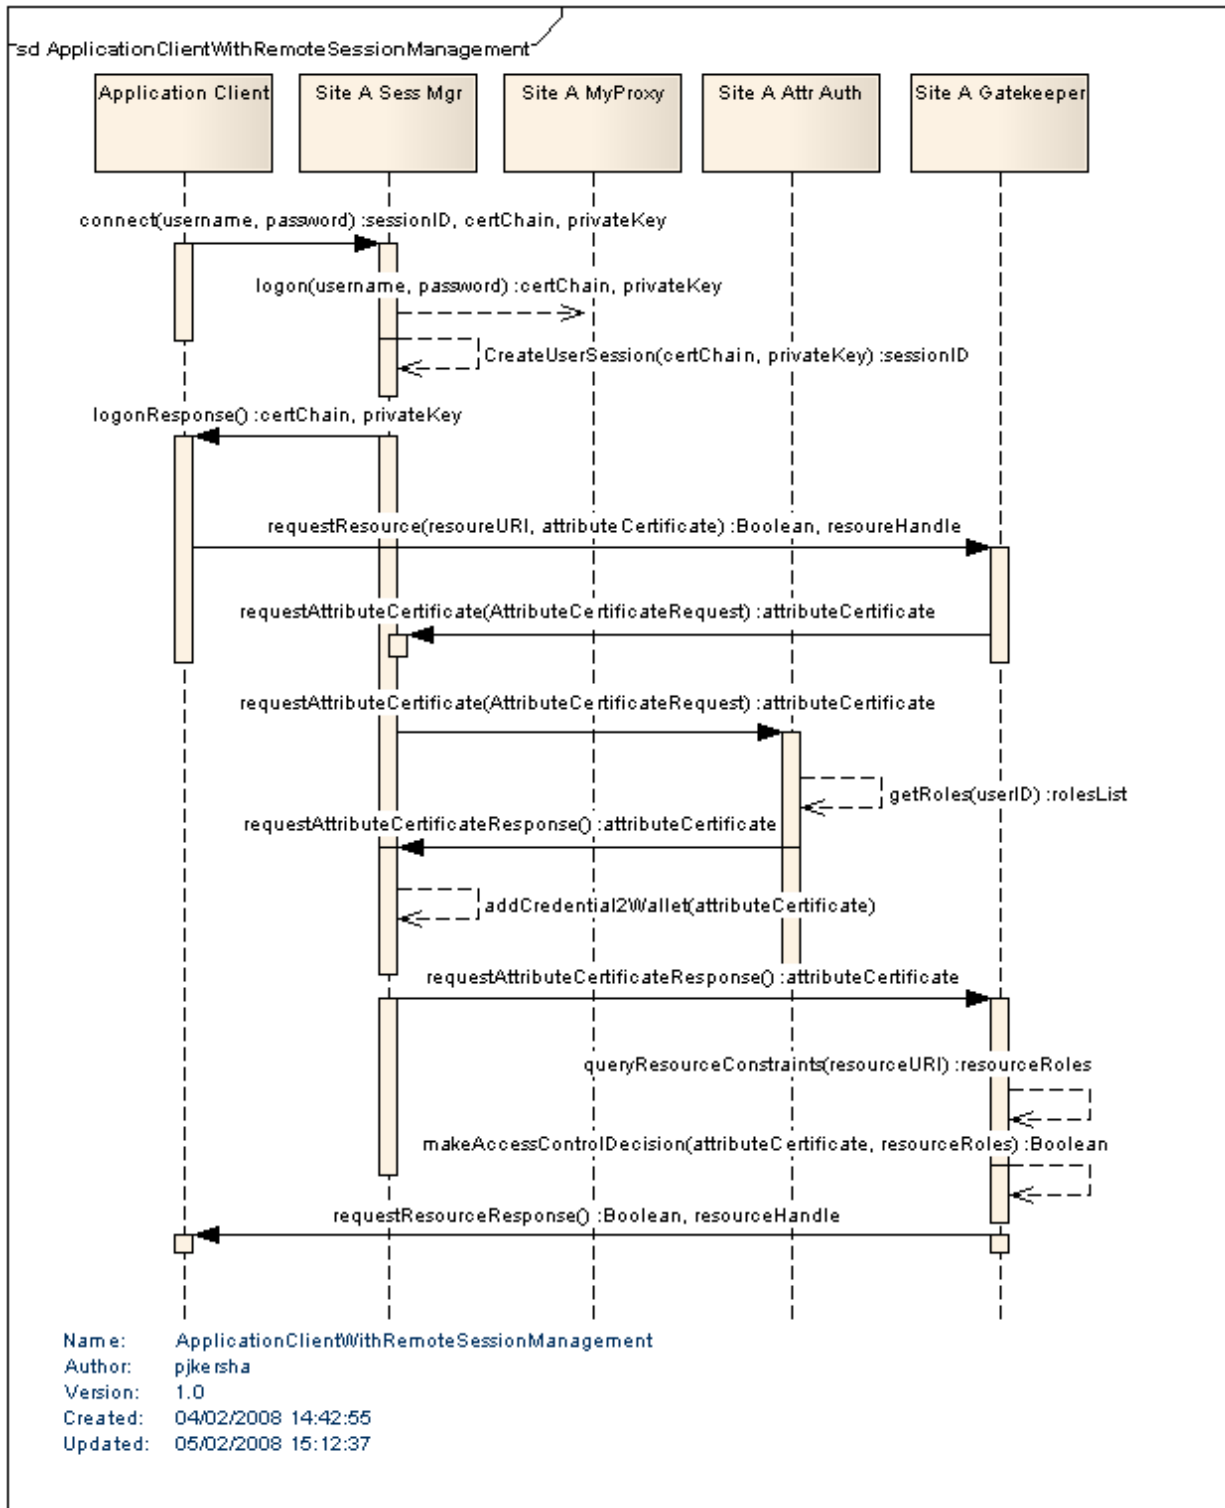 sd ApplicationClientWithRemoteSessionManagement
Application Client
Site A Sess Mgr
Site A MyProxy
Site A Attr Auth
Site A Gatekeeper
connect(username, password) :sessionID, certChain, privateKey
logon(username, password) :certChain, privateKey
CreateUserSession(certChain, privateKey) :sessionID
logonResponse() :certChain, privateKey
requestResource(resoureURI, attributeCertificate) :Boolean, resoureHandle
requestAttributeCertificate(AttributeCertificateRequest) :attributeCertificate
requestAttributeCertificate(AttributeCertificateRequest) :attributeCertificate
getRoles(userID) :rolesList
requestAttributeCertificateResponse() :attributeCertificate
addCredential2Wallet(attributeCertificate)
requestAttributeCertificateResponse() :attributeCertificate
queryResourceConstraints(resourceURI) :resourceRoles
makeAccessControlDecision(attributeCertificate, resourceRoles) :Boolean
requestResourceResponse() :Boolean, resourceHandle
Name: ApplicationClientWithRemoteSessionManagement
Author: pjkersha
Version: 1.0
Created: 04/02/2008 14:42:55
Updated: 05/02/2008 15:12:37